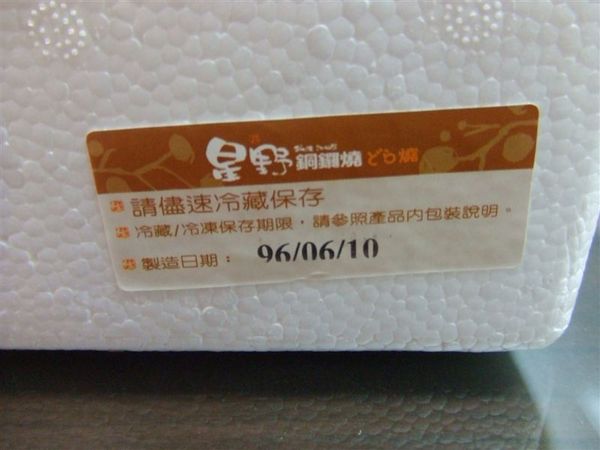 星野 銅鑼燒 どら燒
請儘速冷藏保存
冷藏/冷凍保存期限，請參照產品內包裝說明。
製造日期： 96/06/10